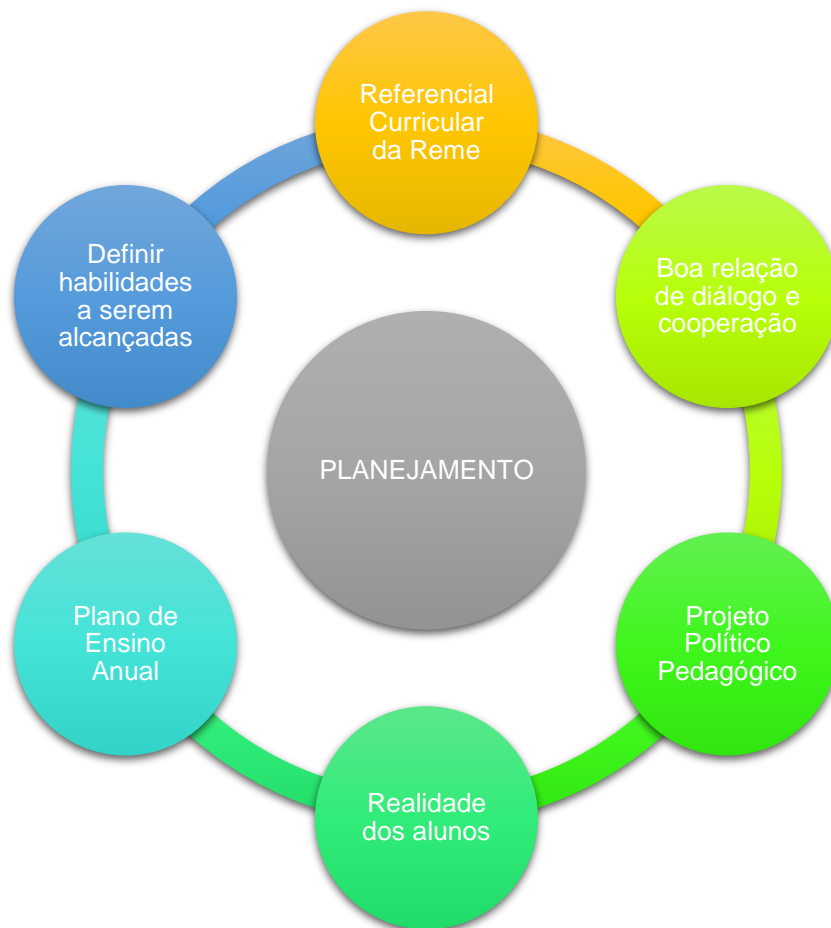 Referencial
Curricular
da Reme
Boa relação
de diálogo e
cooperação
Projeto
Político
Pedagógico
Realidade
dos alunos
Plano de
Ensino
Anual
Definir
habilidades
a serem
alcançadas
PLANEJAMENTO